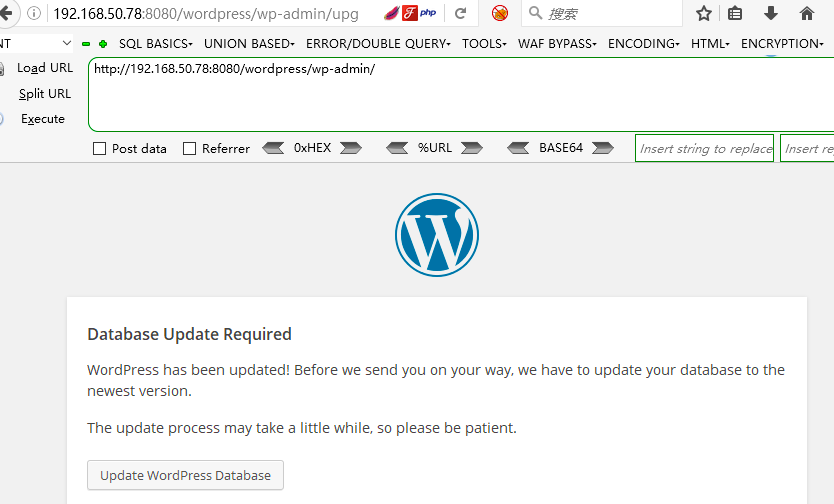 192.168.50.78:8080/wordpress/wp-admin/upg php 搜索
NT SQL BASICS UNION BASED ERROR/DOUBLE QUERY TOOLS WAF BYPASS ENCODING HTML ENCRYPTION
Load URL http://192.168.50.78:8080/wordpress/wp-admin/
Split URL
Execute
Post data Referrer 0xHEX %URL BASE64 Insert string to replace Insert rep
Database Update Required
WordPress has been updated! Before we send you on your way, we have to update your database to the
newest version.
The update process may take a little while, so please be patient.
Update WordPress Database